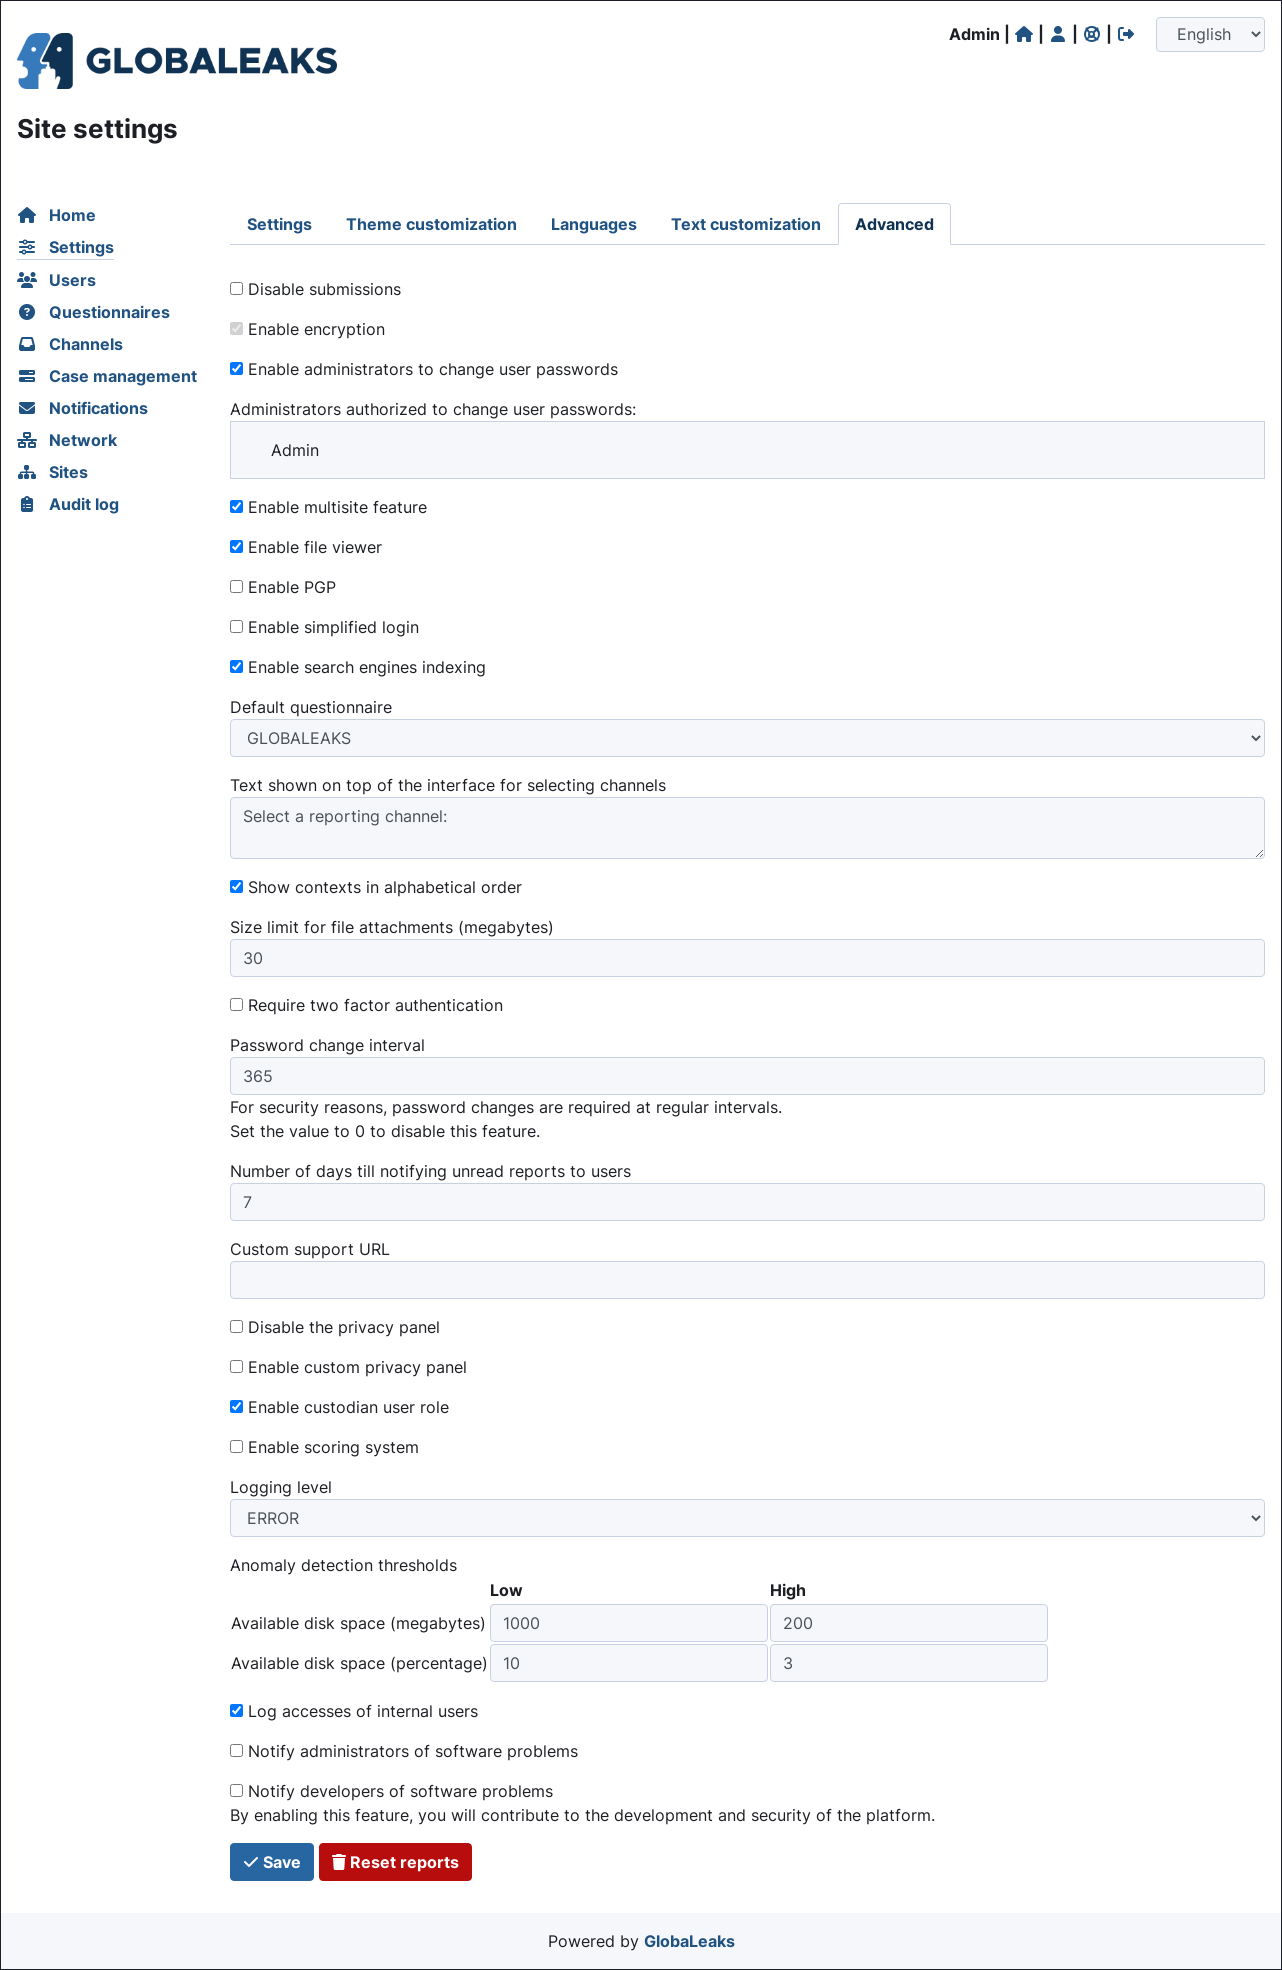 GLOBALEAKS
Admin | | | |
English
Site settings
Home
Settings
Users
Questionnaires
Channels
Case management
Notifications
Network
Sites
Audit log
Settings Theme customization Languages Text customization Advanced
Disable submissions
Enable encryption
Enable administrators to change user passwords
Administrators authorized to change user passwords:
Admin
Enable multisite feature
Enable file viewer
Enable PGP
Enable simplified login
Enable search engines indexing
Default questionnaire
GLOBALEAKS
Text shown on top of the interface for selecting channels
Select a reporting channel:
Show contexts in alphabetical order
Size limit for file attachments (megabytes)
30
Require two factor authentication
Password change interval
365
For security reasons, password changes are required at regular intervals.
Set the value to 0 to disable this feature.
Number of days till notifying unread reports to users
7
Custom support URL
Disable the privacy panel
Enable custom privacy panel
Enable custodian user role
Enable scoring system
Logging level
ERROR
Anomaly detection thresholds
Low High
Available disk space (megabytes) 1000 200
Available disk space (percentage) 10 3
Log accesses of internal users
Notify administrators of software problems
Notify developers of software problems
By enabling this feature, you will contribute to the development and security of the platform.
Save Reset reports
Powered by GlobaLeaks